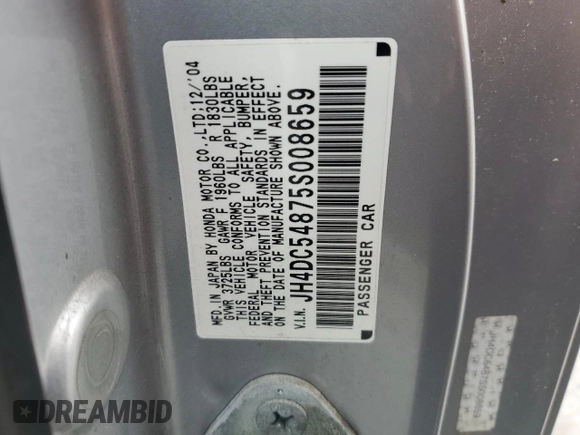 MFD.IN JAPAN BY HONDA MOTOR CO.,LTD:12/'04
GVWR 3725LBS GAWR F 1960LBS R 1830LBS
THIS VEHICLE CONFORMS TO ALL APPLICABLE
FEDERAL MOTOR VEHICLE SAFETY, BUMPER,
AND THEFT PREVENTION STANDARDS IN EFFECT
ON THE DATE OF MANUFACTURE SHOWN ABOVE.
V.I.N. JH4DC54875S008659
PASSENGER CAR
DREAMBID